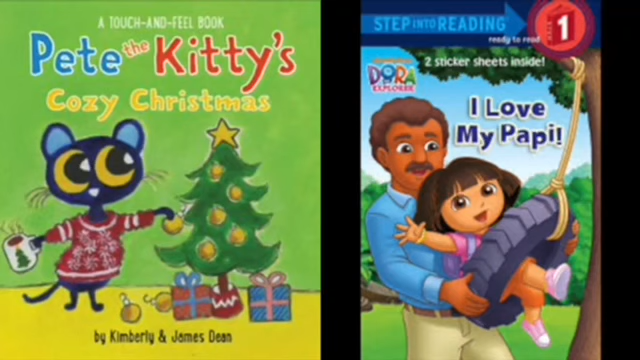 A TOUCH-AND-FEEL BOOK
Pete the Kitty's
Cozy Christmas
by Kimberly & James Dean
STEP INTO READING
ready to read
1
DORA
EXPLORER
2 sticker sheets inside!
I Love
My Papi!